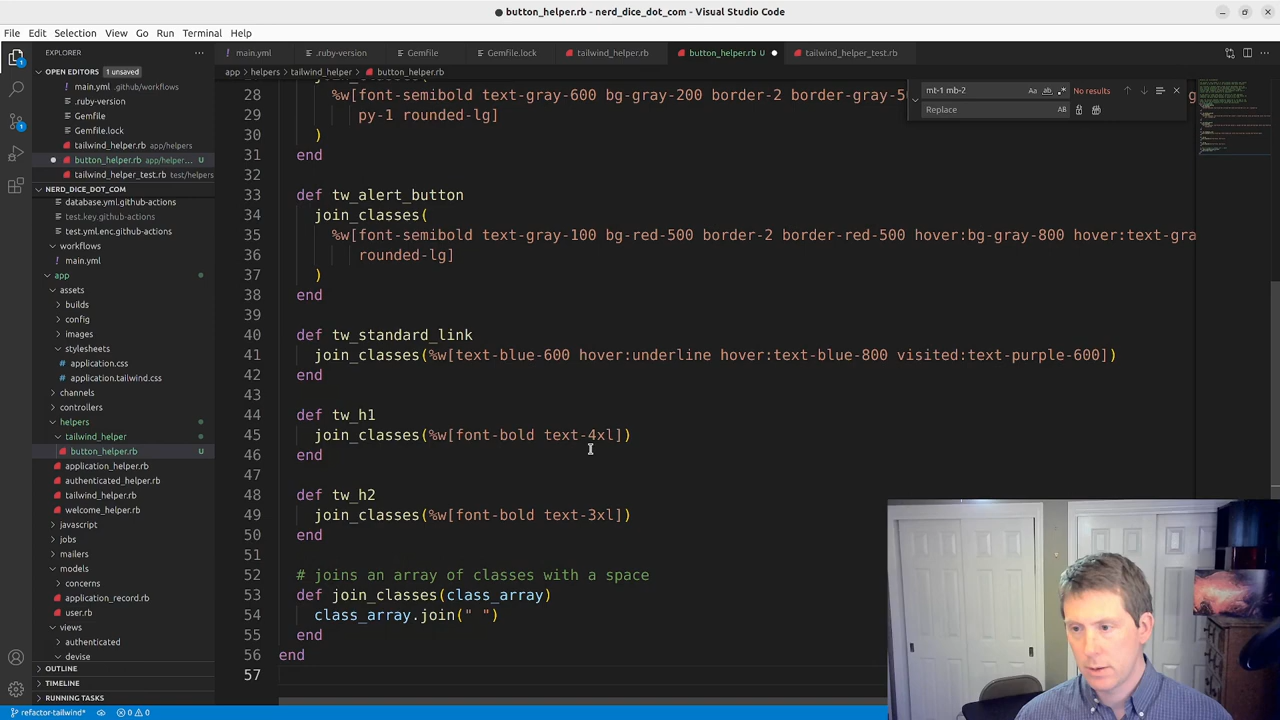 button_helper.rb - nerd_dice_dot_com - Visual Studio Code
File Edit Selection View Go Run Terminal Help
EXPLORER
main.yml
.ruby-version
Gemfile
Gemfile.lock
tailwind_helper.rb
button_helper.rb U
tailwind_helper_test.rb
app > helpers > tailwind_helper > button_helper.rb
OPEN EDITORS 1 unsaved
main.yml .github/workflows
.ruby-version
Gemfile
Gemfile.lock
tailwind_helper.rb app/helpers
button_helper.rb app/helper... U
tailwind_helper_test.rb test/helpers
NERD_DICE_DOT_COM
database.yml.github-actions
test.key.github-actions
test.yml.enc.github-actions
workflows
main.yml
app
assets
builds
config
images
stylesheets
application.css
application.tailwind.css
channels
controllers
helpers
tailwind_helper
button_helper.rb U
application_helper.rb
authenticated_helper.rb
tailwind_helper.rb
welcome_helper.rb
javascript
jobs
mailers
models
concerns
application_record.rb
user.rb
views
authenticated
devise
OUTLINE
TIMELINE
RUNNING TASKS
mt-1 mb-2 Aa ab .* No results
Replace AB
28 %w[font-semibold text-gray-600 bg-gray-200 border-2 border-gray-50
29 py-1 rounded-lg]
30 )
31 end
32
33 def tw_alert_button
34 join_classes(
35 %w[font-semibold text-gray-100 bg-red-500 border-2 border-red-500 hover:bg-gray-800 hover:text-gra
36 rounded-lg]
37 )
38 end
39
40 def tw_standard_link
41 join_classes(%w[text-blue-600 hover:underline hover:text-blue-800 visited:text-purple-600])
42 end
43
44 def tw_h1
45 join_classes(%w[font-bold text-4xl])
46 end
47
48 def tw_h2
49 join_classes(%w[font-bold text-3xl])
50 end
51
52 # joins an array of classes with a space
53 def join_classes(class_array)
54 class_array.join(" ")
55 end
56 end
57
refactor-tailwind* 0 0